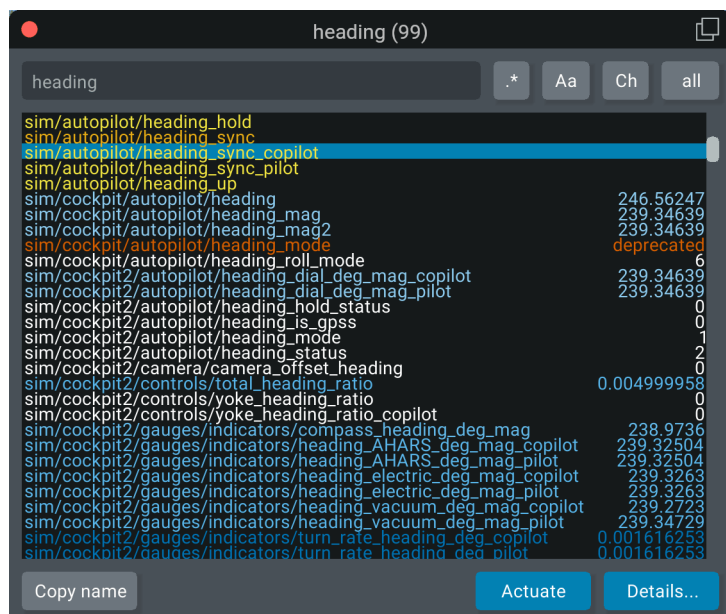 heading (99)
heading .* Aa Ch all
sim/autopilot/heading_hold
sim/autopilot/heading_sync
sim/autopilot/heading_sync_copilot
sim/autopilot/heading_sync_pilot
sim/autopilot/heading_up
sim/cockpit/autopilot/heading 246.56247
sim/cockpit/autopilot/heading_mag 239.34639
sim/cockpit/autopilot/heading_mag2 239.34639
sim/cockpit/autopilot/heading_mode deprecated
sim/cockpit/autopilot/heading_roll_mode 6
sim/cockpit2/autopilot/heading_dial_deg_mag_copilot 239.34639
sim/cockpit2/autopilot/heading_dial_deg_mag_pilot 239.34639
sim/cockpit2/autopilot/heading_hold_status 0
sim/cockpit2/autopilot/heading_is_gpss 0
sim/cockpit2/autopilot/heading_mode 1
sim/cockpit2/autopilot/heading_status 2
sim/cockpit2/camera/camera_offset_heading 0
sim/cockpit2/controls/total_heading_ratio 0.004999958
sim/cockpit2/controls/yoke_heading_ratio 0
sim/cockpit2/controls/yoke_heading_ratio_copilot 0
sim/cockpit2/gauges/indicators/compass_heading_deg_mag 238.9736
sim/cockpit2/gauges/indicators/heading_AHARS_deg_mag_copilot 239.32504
sim/cockpit2/gauges/indicators/heading_AHARS_deg_mag_pilot 239.32504
sim/cockpit2/gauges/indicators/heading_electric_deg_mag_copilot 239.3263
sim/cockpit2/gauges/indicators/heading_electric_deg_mag_pilot 239.3263
sim/cockpit2/gauges/indicators/heading_vacuum_deg_mag_copilot 239.2723
sim/cockpit2/gauges/indicators/heading_vacuum_deg_mag_pilot 239.34729
sim/cockpit2/gauges/indicators/turn_rate_heading_deg_copilot 0.001616253
sim/cockpit2/gauges/indicators/turn_rate_heading_deg_pilot 0.001616253
Copy name Actuate Details...